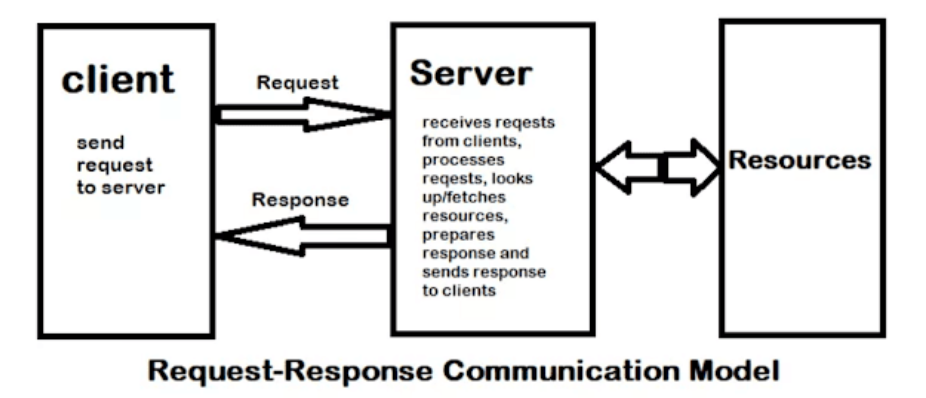 client
send
request
to server
Request
Response
Server
receives reqests
from clients,
processes
reqests, looks
up/fetches
resources,
prepares
response and
sends response
to clients
Resources
Request-Response Communication Model